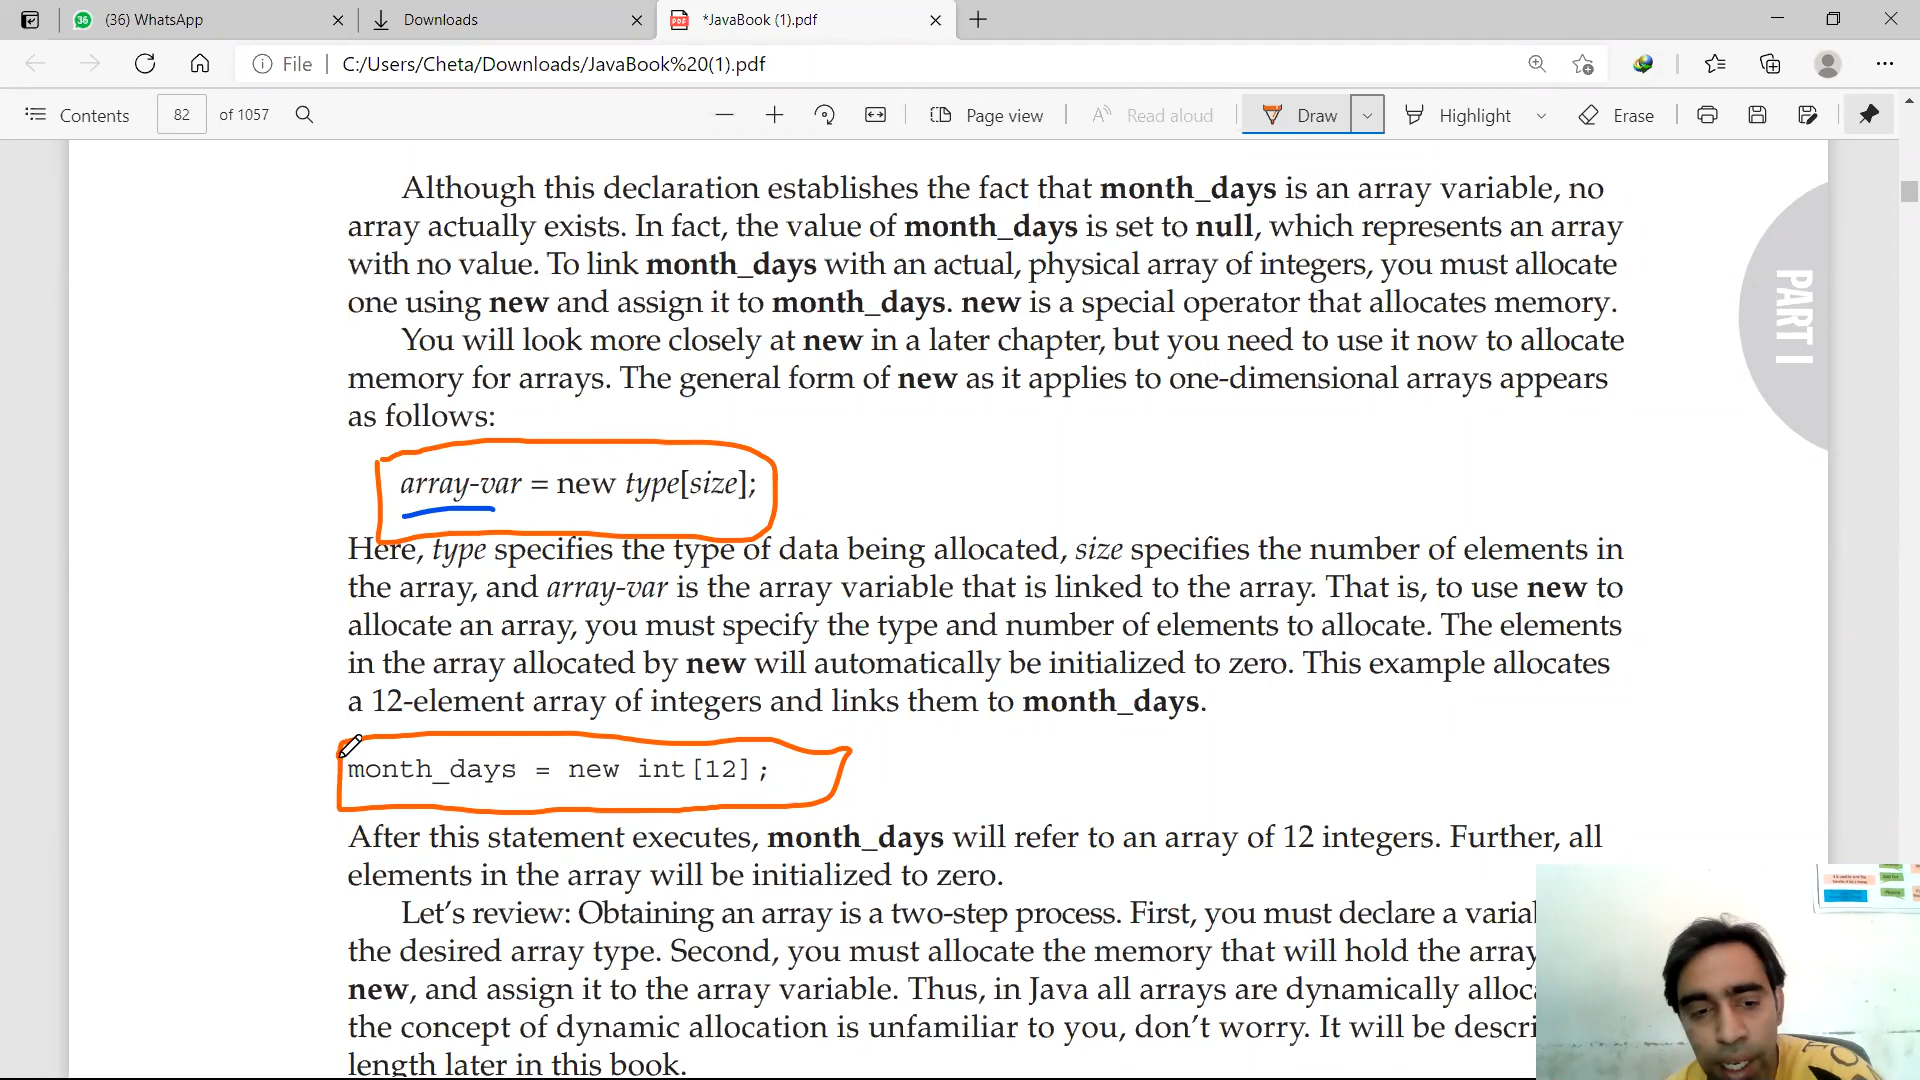 (36) WhatsApp
Downloads
*JavaBook (1).pdf
File | C:/Users/Cheta/Downloads/JavaBook%20(1).pdf
Contents 82 of 1057 Page view Read aloud Draw Highlight Erase
Although this declaration establishes the fact that month_days is an array variable, no
array actually exists. In fact, the value of month_days is set to null, which represents an array
with no value. To link month_days with an actual, physical array of integers, you must allocate
one using new and assign it to month_days. new is a special operator that allocates memory.
You will look more closely at new in a later chapter, but you need to use it now to allocate
memory for arrays. The general form of new as it applies to one-dimensional arrays appears
as follows:
PART I
array-var = new type[size];
Here, type specifies the type of data being allocated, size specifies the number of elements in
the array, and array-var is the array variable that is linked to the array. That is, to use new to
allocate an array, you must specify the type and number of elements to allocate. The elements
in the array allocated by new will automatically be initialized to zero. This example allocates
a 12-element array of integers and links them to month_days.
month_days = new int[12];
After this statement executes, month_days will refer to an array of 12 integers. Further, all
elements in the array will be initialized to zero.
Let's review: Obtaining an array is a two-step process. First, you must declare a varial
the desired array type. Second, you must allocate the memory that will hold the array
new, and assign it to the array variable. Thus, in Java all arrays are dynamically alloc
the concept of dynamic allocation is unfamiliar to you, don't worry. It will be descri
length later in this book.